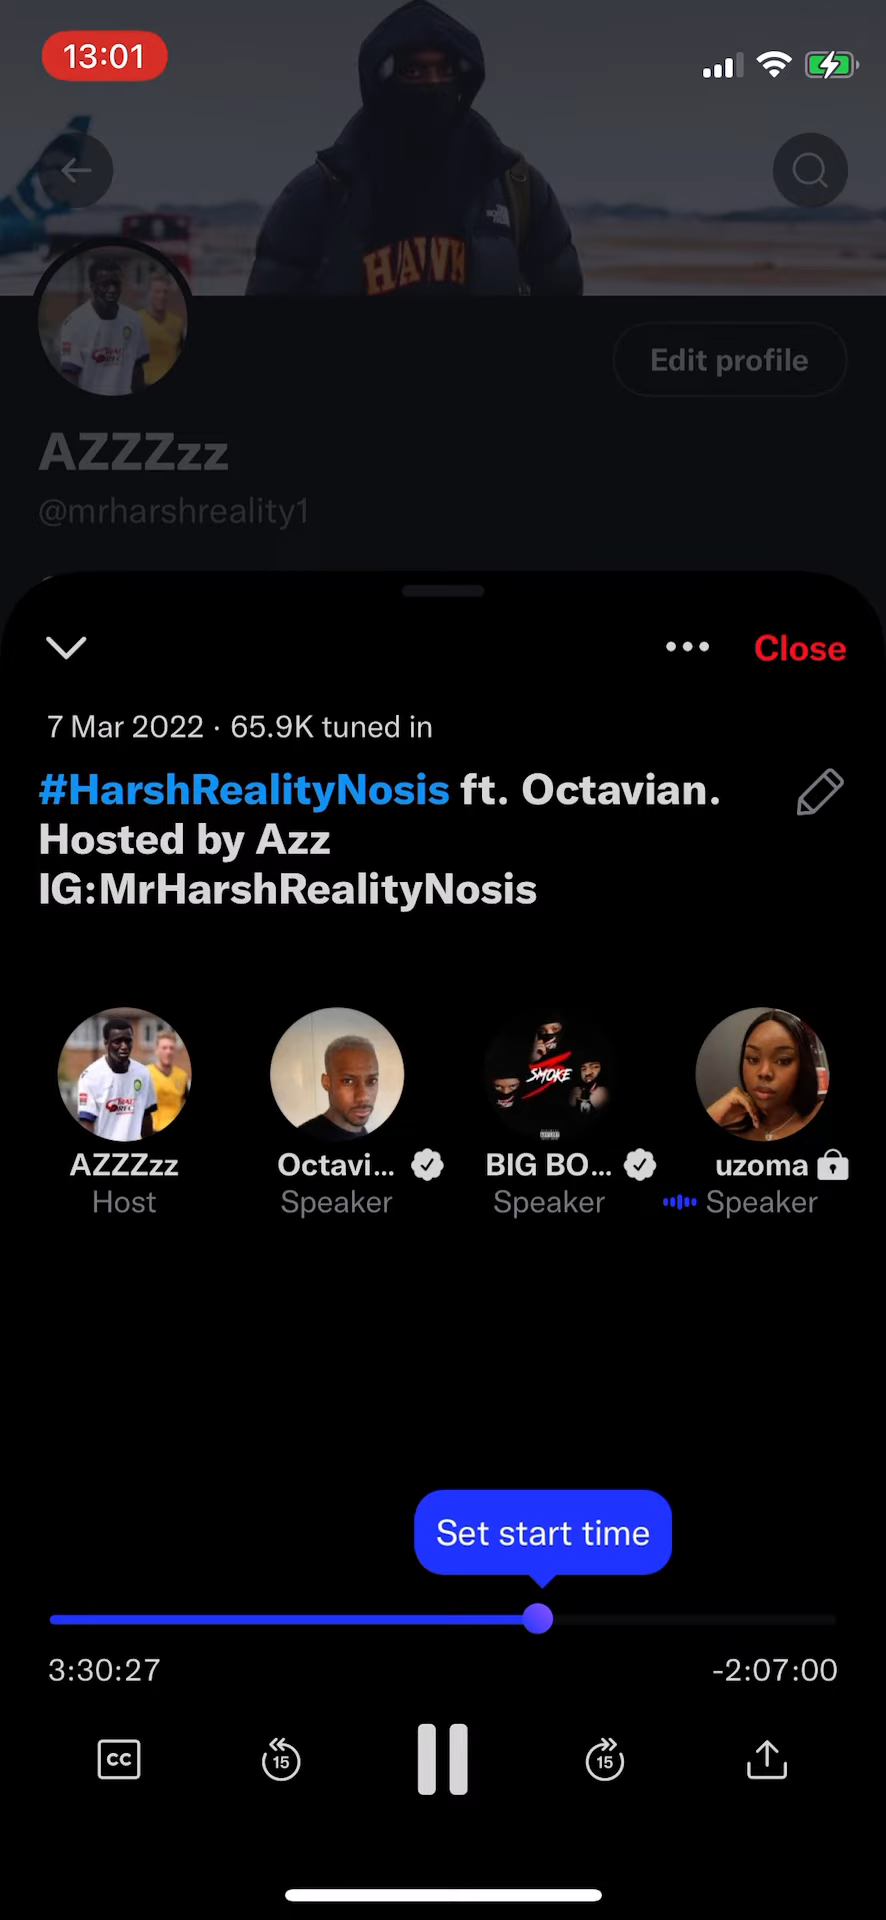 13:01
HAWK
Edit profile
AZZZzz
@mrharshreality1
Close
7 Mar 2022 · 65.9K tuned in
#HarshRealityNosis ft. Octavian.
Hosted by Azz
IG:MrHarshRealityNosis
SMOKE
AZZZzz
Octavi...
BIG BO...
uzoma
Host
Speaker
Speaker
Speaker
Set start time
3:30:27
-2:07:00
CC
15
15